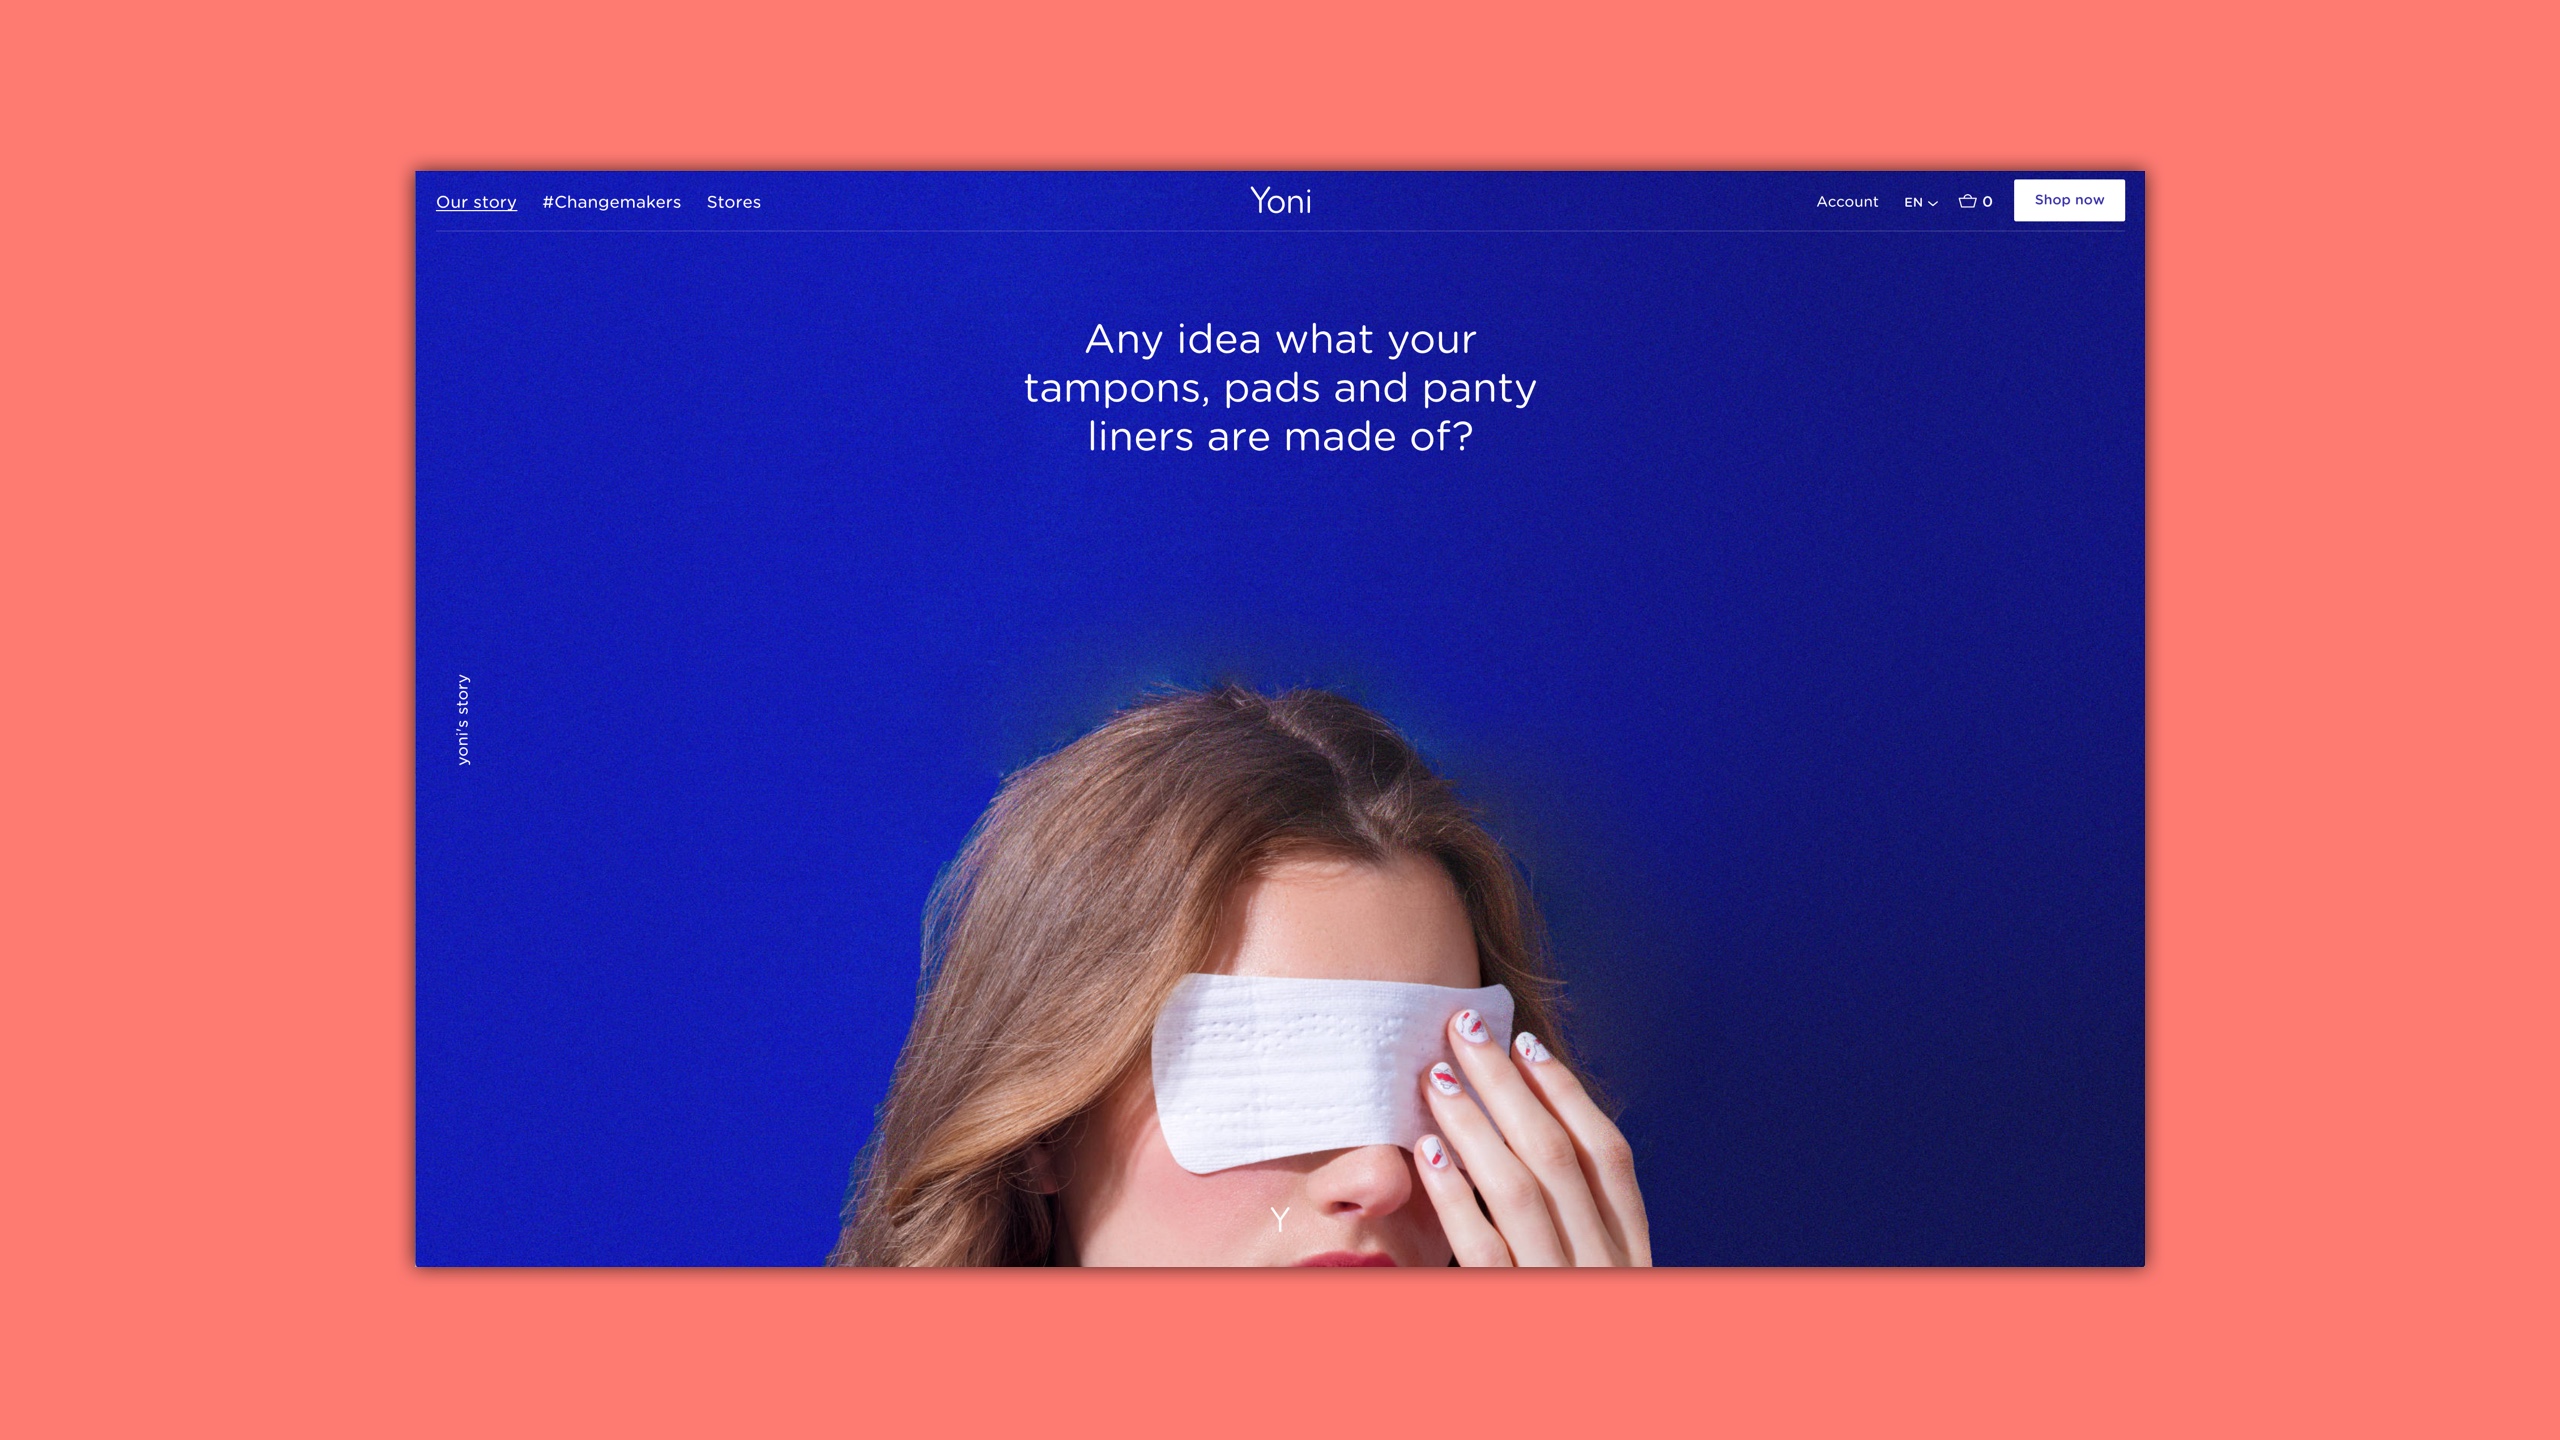 Our story #Changemakers Stores Yoni Account EN 0 Shop now
Any idea what your
tampons, pads and panty
liners are made of?
yoni's story
Y